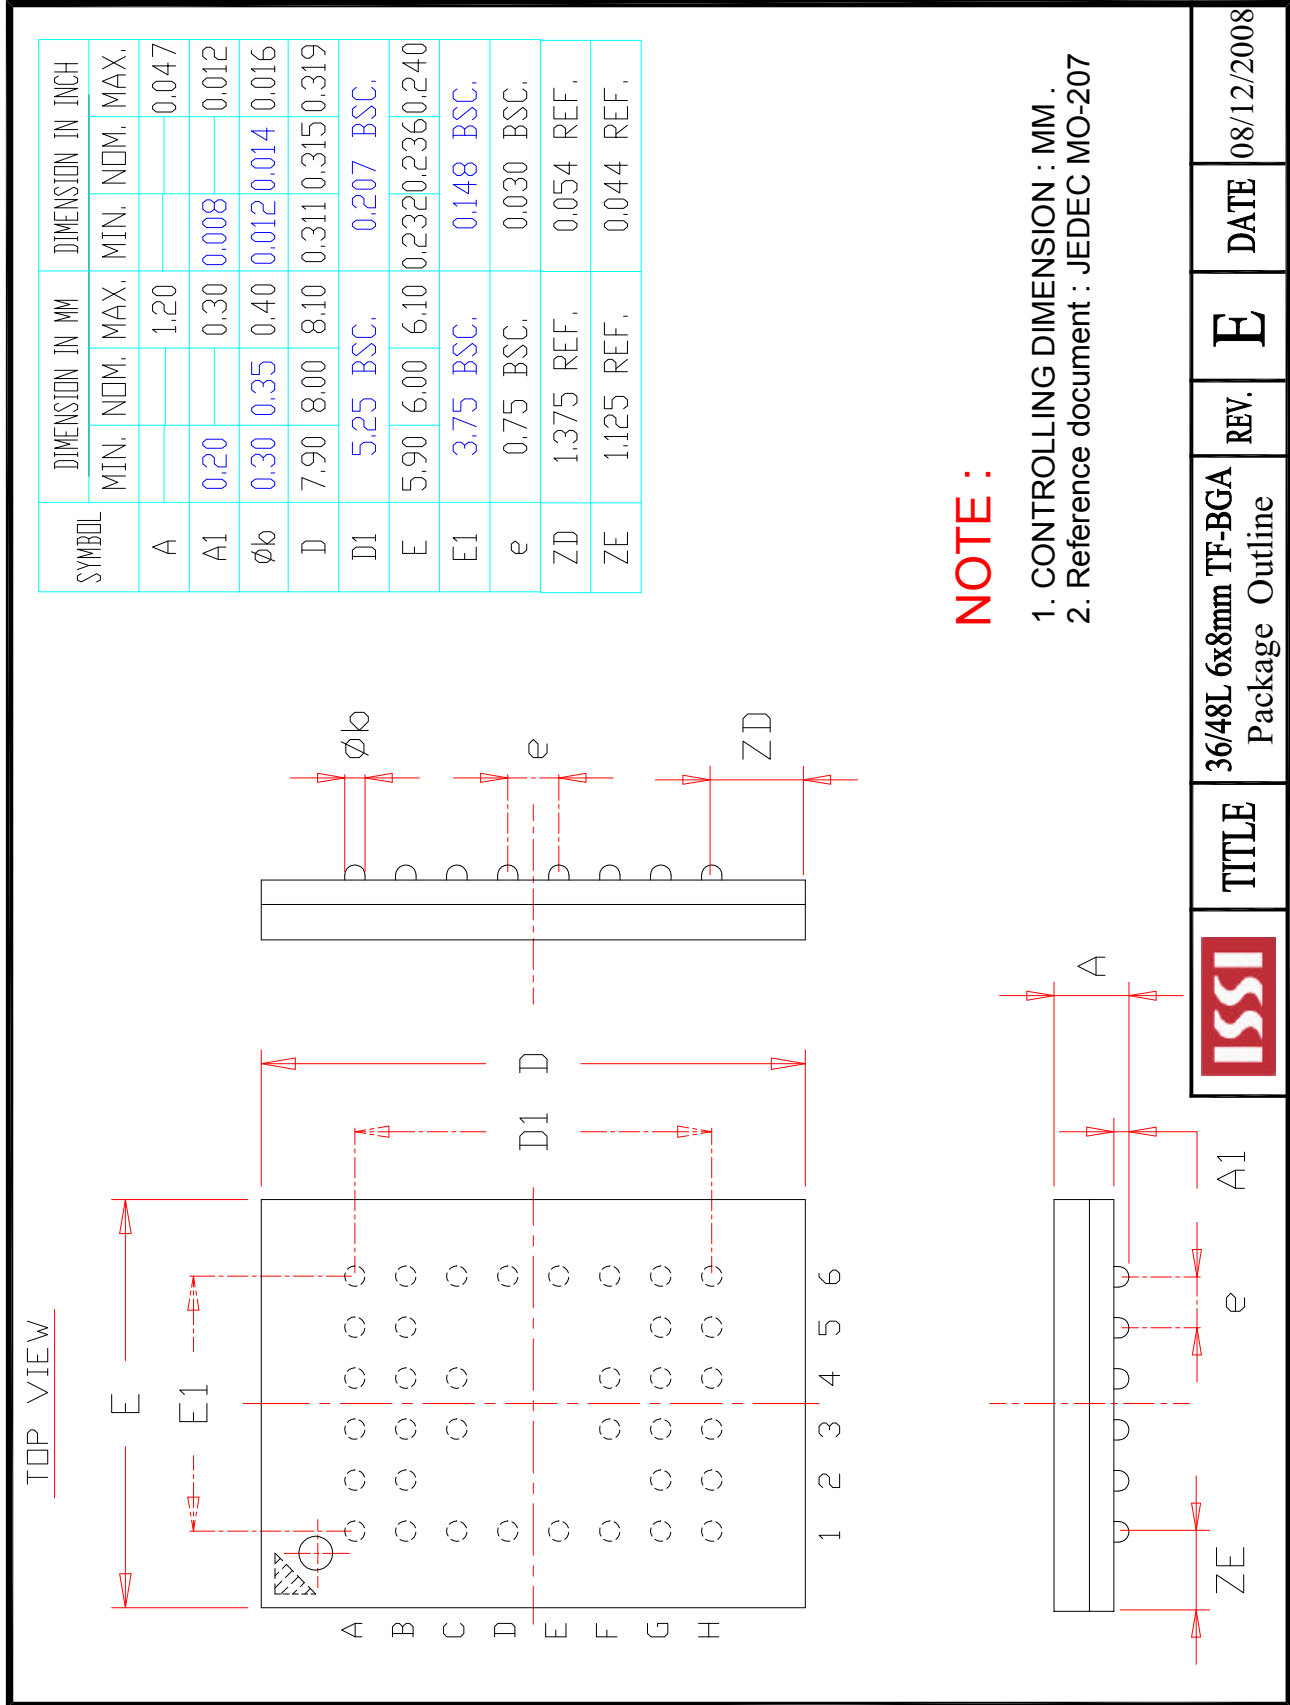 TOP VIEW
E
E1
A
B
C
D
E
F
G
H
1 2 3 4 5 6
D1 D
Øb
e
ZD
ZE
e
A1
A
SYMBOL DIMENSION IN MM DIMENSION IN INCH
MIN. NOM. MAX. MIN. NOM. MAX.
A 1.20 0.047
A1 0.20 0.30 0.008 0.012
Øb 0.30 0.35 0.40 0.012 0.014 0.016
D 7.90 8.00 8.10 0.311 0.315 0.319
D1 5.25 BSC. 0.207 BSC.
E 5.90 6.00 6.10 0.232 0.236 0.240
E1 3.75 BSC. 0.148 BSC.
e 0.75 BSC. 0.030 BSC.
ZD 1.375 REF. 0.054 REF.
ZE 1.125 REF. 0.044 REF.
NOTE :
1. CONTROLLING DIMENSION : MM .
2. Reference document : JEDEC MO-207
ISSI
TITLE
36/48L 6x8mm TF-BGA
Package Outline
REV.
E
DATE
08/12/2008